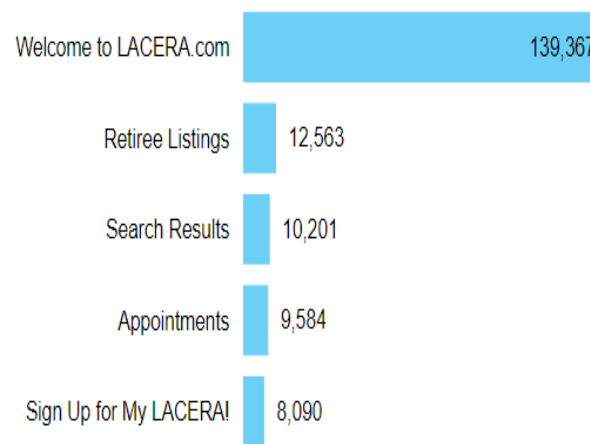 Welcome to LACERA.com 139,367
Retiree Listings 12,563
Search Results 10,201
Appointments 9,584
Sign Up for My LACERA! 8,090